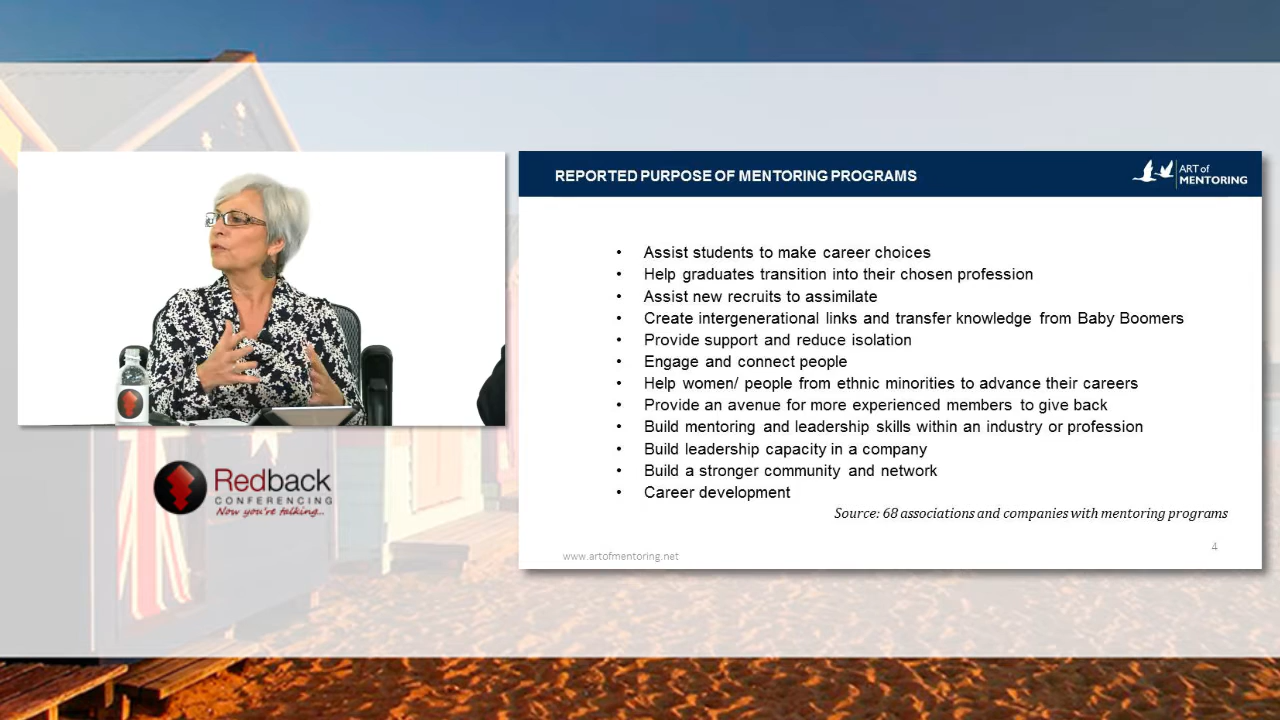 REPORTED PURPOSE OF MENTORING PROGRAMS
ART of
MENTORING
• Assist students to make career choices
• Help graduates transition into their chosen profession
• Assist new recruits to assimilate
• Create intergenerational links and transfer knowledge from Baby Boomers
• Provide support and reduce isolation
• Engage and connect people
• Help women/ people from ethnic minorities to advance their careers
• Provide an avenue for more experienced members to give back
• Build mentoring and leadership skills within an industry or profession
• Build leadership capacity in a company
• Build a stronger community and network
• Career development
Source: 68 associations and companies with mentoring programs
www.artofmentoring.net
4
Redback
CONFERENCING
Now you're talking...